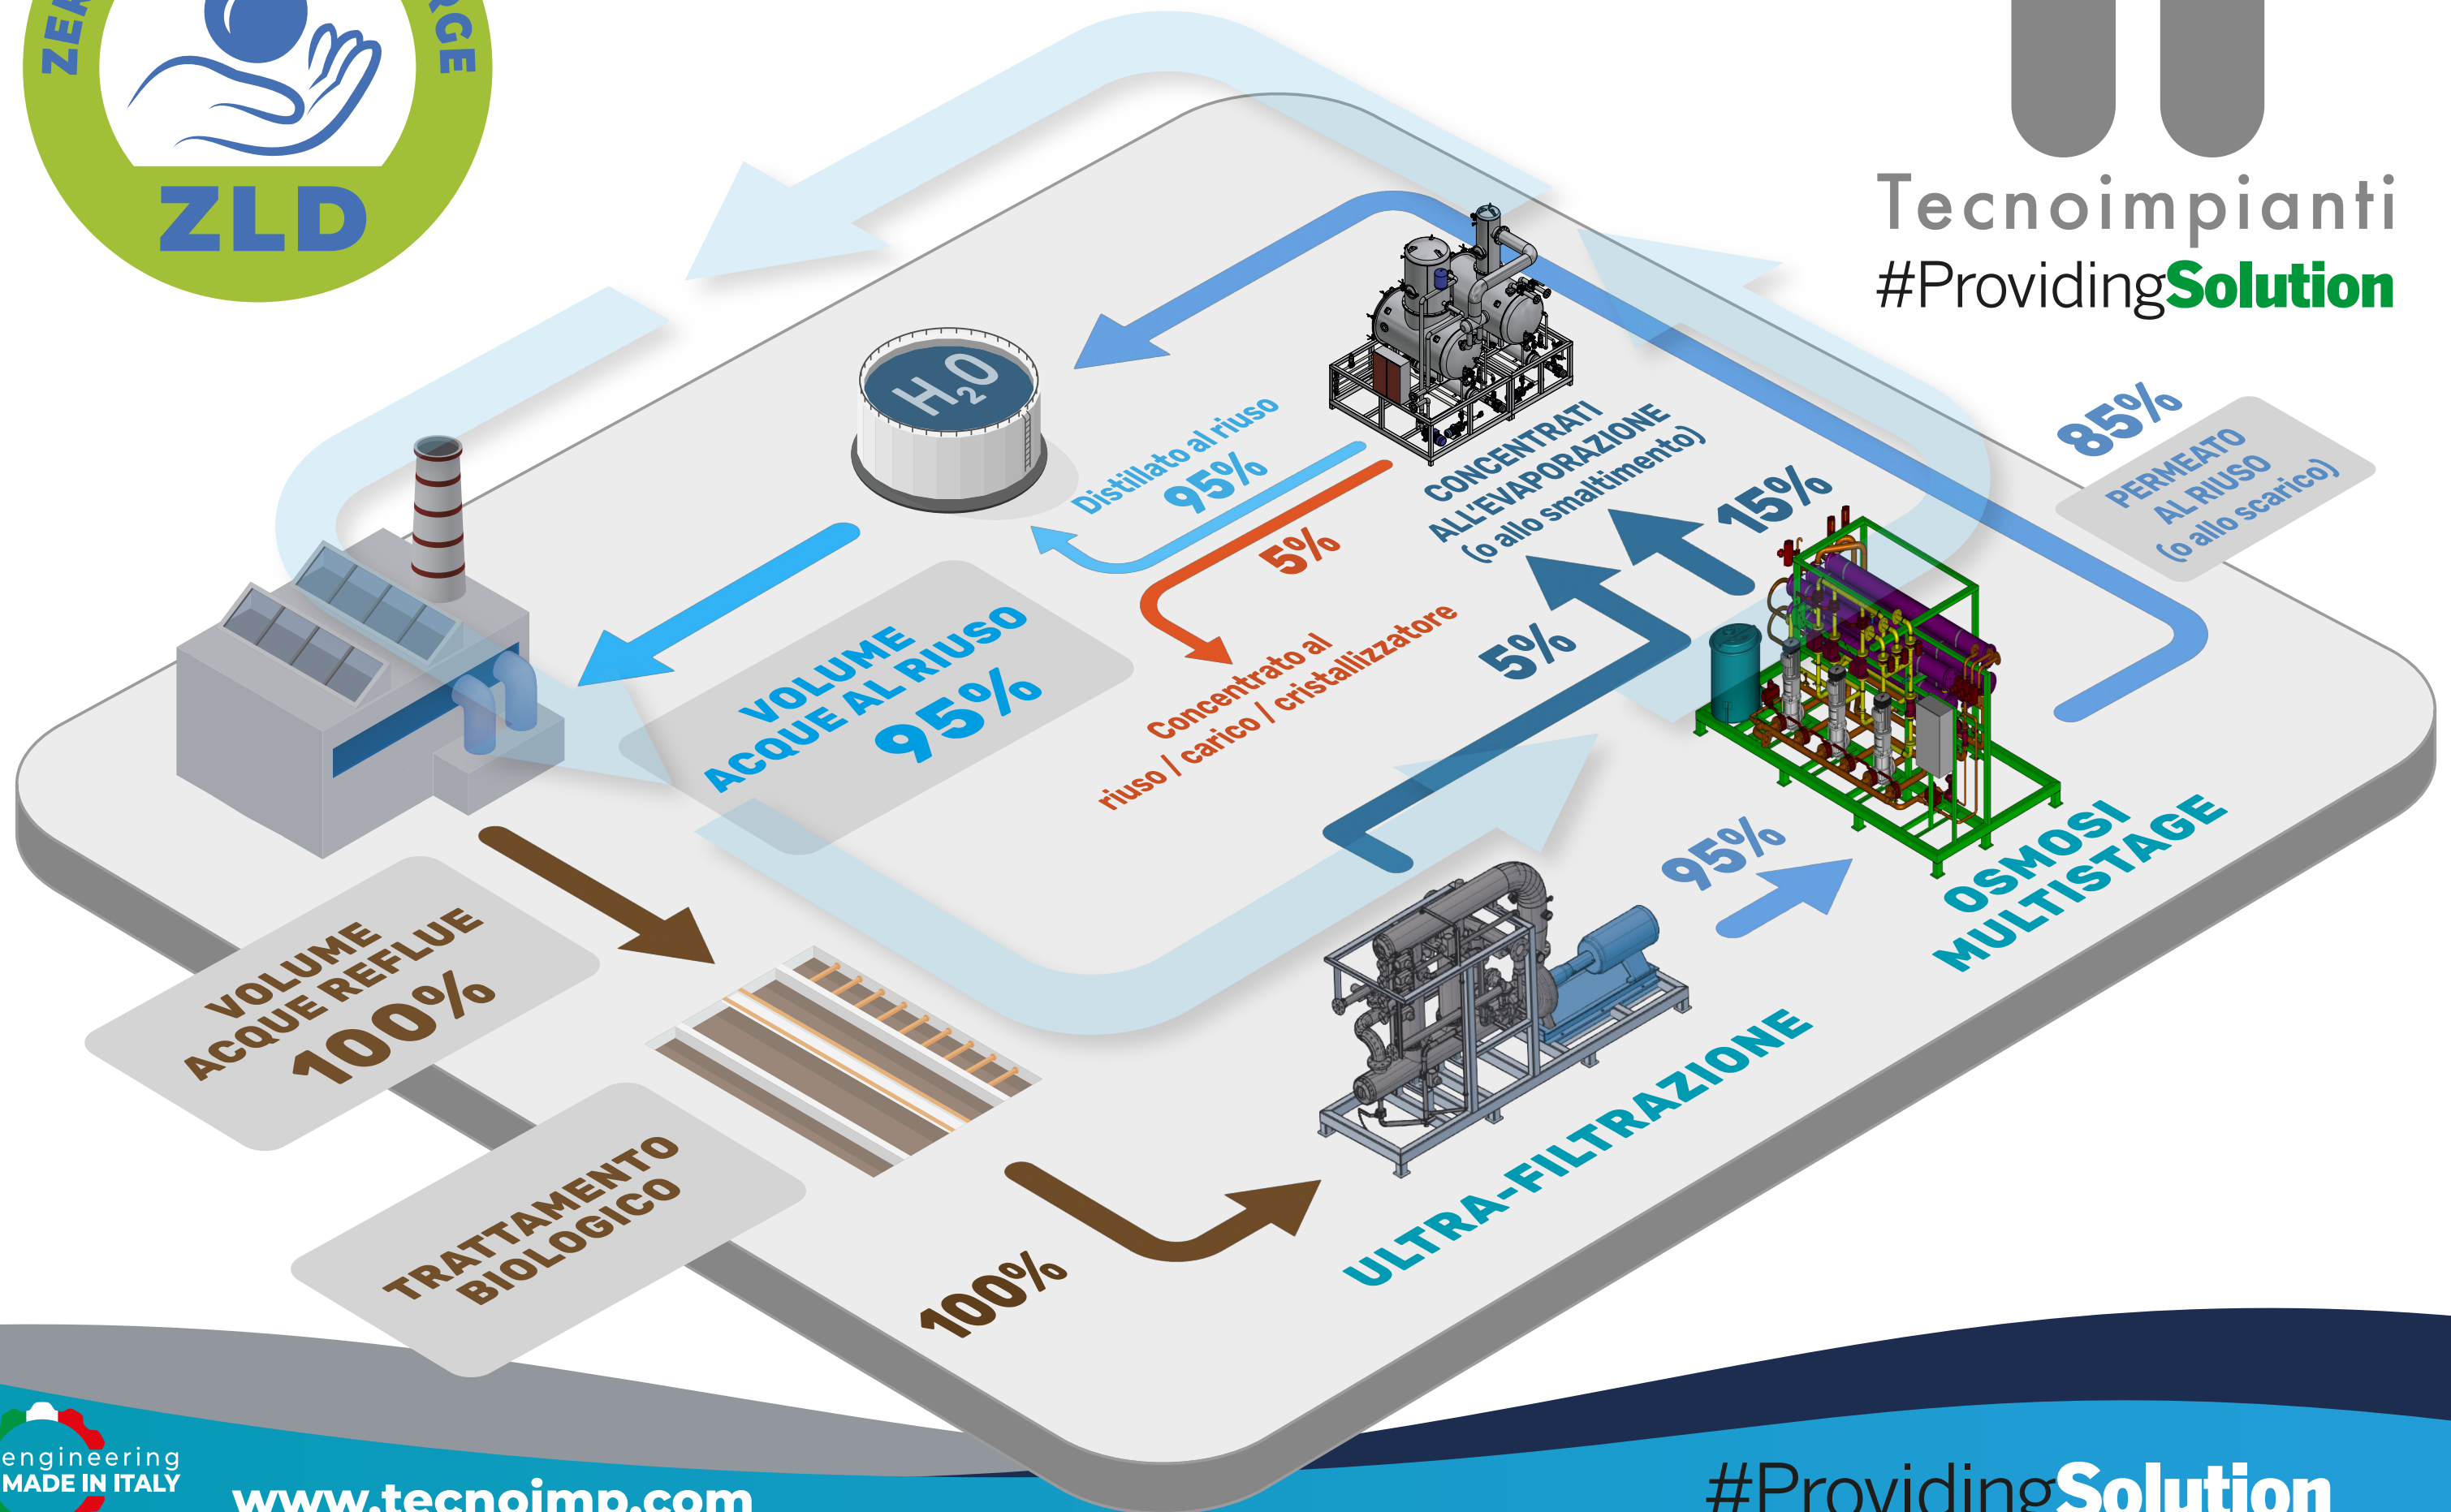 ZLD
Tecnoimpianti
#ProvidingSolution
H₂O
Distillato al riuso
95%
5%
CONCENTRATI
ALL'EVAPORAZIONE
(o allo smaltimento)
15%
85%
PERMEATO
AL RIUSO
(o allo scarico)
VOLUME
ACQUE AL RIUSO
95%
Concentrato al
riuso / carico / cristallizzatore
5%
95%
OSMOSI
MULTISTAGE
VOLUME
ACQUE REFLUE
100%
TRATTAMENTO
BIOLOGICO
100%
ULTRA-FILTRAZIONE
engineering
MADE IN ITALY
www.tecnoimp.com
#ProvidingSolution